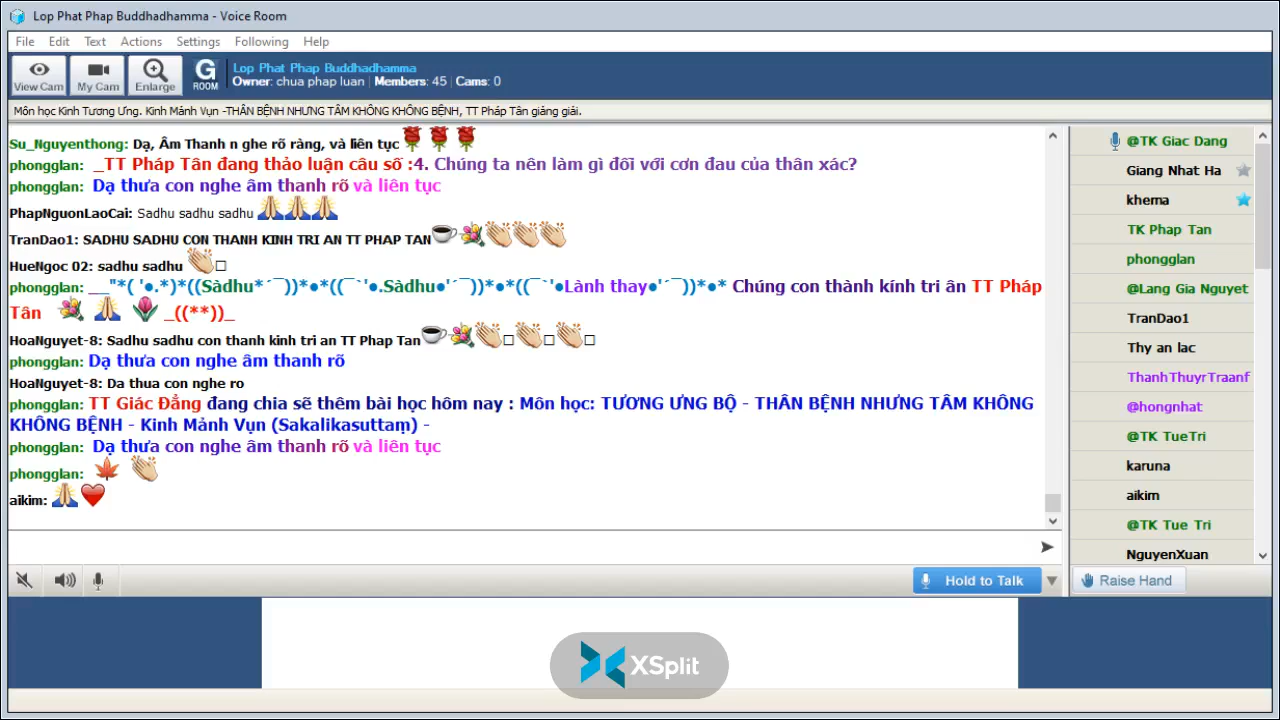 Lop Phat Phap Buddhadhamma - Voice Room
File Edit Text Actions Settings Following Help
View Cam My Cam Enlarge G ROOM
Lop Phat Phap Buddhadhamma
Owner: chua phap luan | Members: 45 | Cams: 0
Môn học Kinh Tương Ưng. Kinh Mảnh Vụn -THÂN BỆNH NHƯNG TÂM KHÔNG KHÔNG BỆNH, TT Pháp Tân giảng giải.
Su_Nguyenthong: Dạ, Âm Thanh n ghe rõ ràng, và liên tục
phongglan: _TT Pháp Tân đang thảo luận câu số :4. Chúng ta nên làm gì đối với cơn đau của thân xác?
phongglan: Dạ thưa con nghe âm thanh rõ và liên tục
PhapNguonLaoCai: Sadhu sadhu sadhu
TranDao1: SADHU SADHU CON THANH KINH TRI AN TT PHAP TAN
HueNgoc 02: sadhu sadhu
phongglan: __"*( '●.*)*((Sàdhu*´¯))*●*((¯`'●.Sàdhu●'´¯))*●*((¯`'●Lành thay●'´¯))*●* Chúng con thành kính tri ân TT Pháp
Tân _((**))_
HoaNguyet-8: Sadhu sadhu con thanh kinh tri an TT Phap Tan
phongglan: Dạ thưa con nghe âm thanh rõ
HoaNguyet-8: Da thua con nghe ro
phongglan: TT Giác Đẳng đang chia sẽ thêm bài học hôm nay : Môn học: TƯƠNG ƯNG BỘ - THÂN BỆNH NHƯNG TÂM KHÔNG
KHÔNG BỆNH - Kinh Mảnh Vụn (Sakalikasuttaṃ) -
phongglan: Dạ thưa con nghe âm thanh rõ và liên tục
phongglan:
aikim:
@TK Giac Dang
Giang Nhat Ha
khema
TK Phap Tan
phongglan
@Lang Gia Nguyet
TranDao1
Thy an lac
ThanhThuyrTraanf
@hongnhat
@TK TueTri
karuna
aikim
@TK Tue Tri
NguyenXuan
Hold to Talk
Raise Hand
XSplit